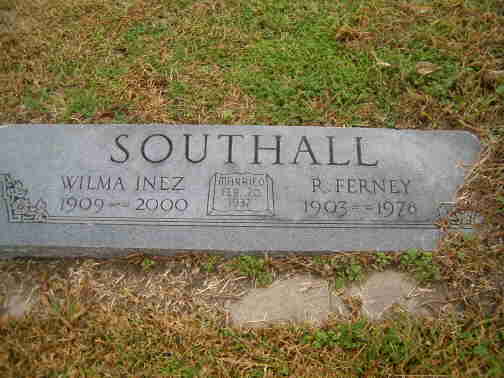 SOUTHALL
WILMA INEZ
1909 -- 2000
MARRIED
FEB. 20
1937
R. FERNEY
1903 -- 1976